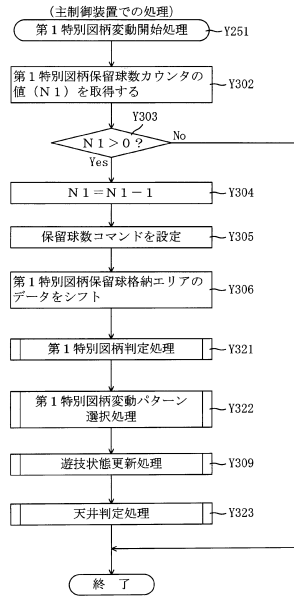 （主制御装置での処理）
第１特別図柄変動開始処理
Y251
第１特別図柄保留球数カウンタの
値（Ｎ１）を取得する
Y302
Y303
Ｎ１＞０？
No
Yes
Ｎ１＝Ｎ１－１
Y304
保留球数コマンドを設定
Y305
第１特別図柄保留球格納エリアの
データをシフト
Y306
第１特別図柄判定処理
Y321
第１特別図柄変動パターン
選択処理
Y322
遊技状態更新処理
Y309
天井判定処理
Y323
終　了